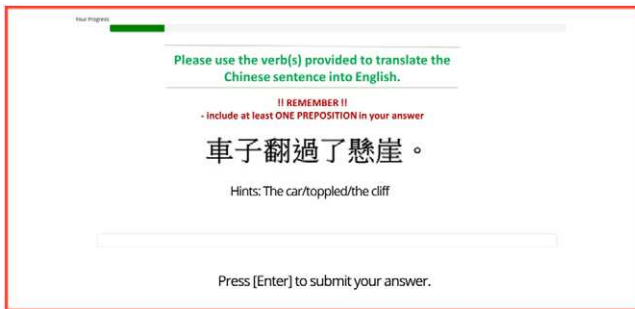 Your Progress
Please use the verb(s) provided to translate the
Chinese sentence into English.
!! REMEMBER !!
- include at least ONE PREPOSITION in your answer
車子翻過了懸崖。
Hints: The car/toppled/the cliff
Press [Enter] to submit your answer.